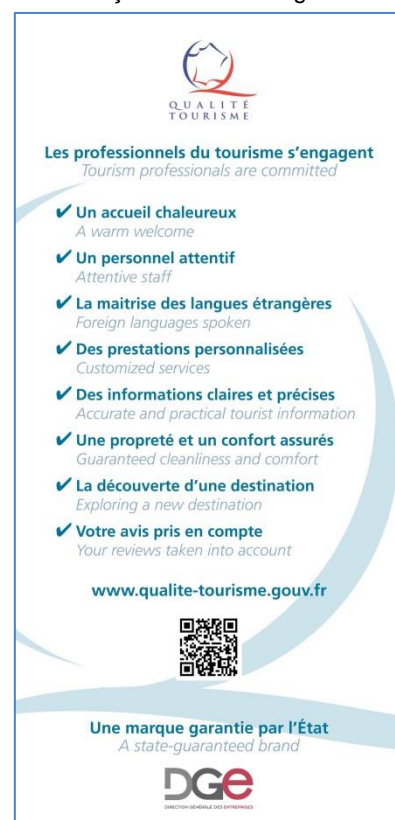 QUALITÉ
TOURISME
Les professionnels du tourisme s'engagent
Tourism professionals are committed
✔ Un accueil chaleureux
A warm welcome
✔ Un personnel attentif
Attentive staff
✔ La maitrise des langues étrangères
Foreign languages spoken
✔ Des prestations personnalisées
Customized services
✔ Des informations claires et précises
Accurate and practical tourist information
✔ Une propreté et un confort assurés
Guaranteed cleanliness and comfort
✔ La découverte d'une destination
Exploring a new destination
✔ Votre avis pris en compte
Your reviews taken into account
www.qualite-tourisme.gouv.fr
Une marque garantie par l'État
A state-guaranteed brand
DGe
DIRECTION GÉNÉRALE DES ENTREPRISES